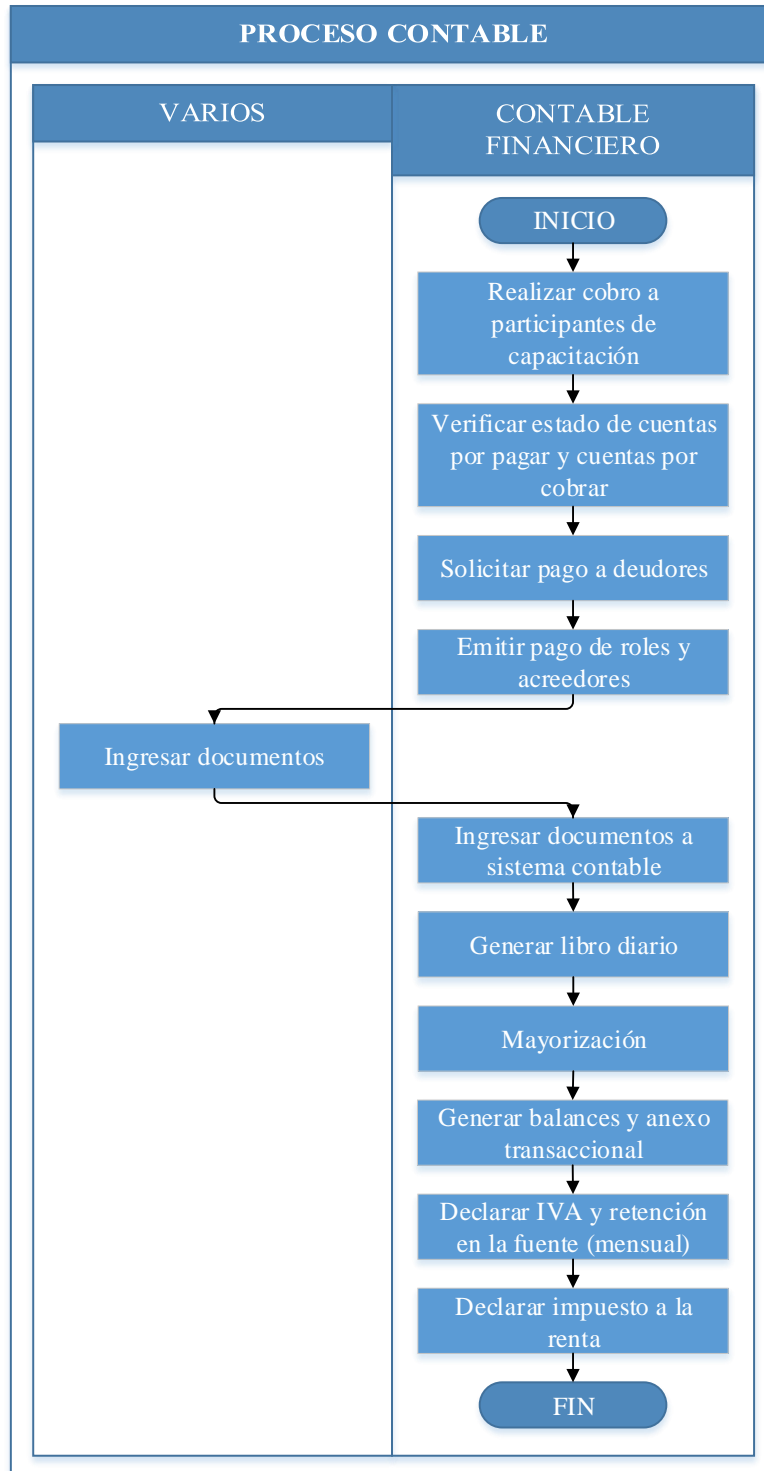 PROCESO CONTABLE
VARIOS
CONTABLE
FINANCIERO
INICIO
Realizar cobro a
participantes de
capacitación
Verificar estado de cuentas
por pagar y cuentas por
cobrar
Solicitar pago a deudores
Emitir pago de roles y
acreedores
Ingresar documentos
Ingresar documentos a
sistema contable
Generar libro diario
Mayorización
Generar balances y anexo
transaccional
Declarar IVA y retención
en la fuente (mensual)
Declarar impuesto a la
renta
FIN